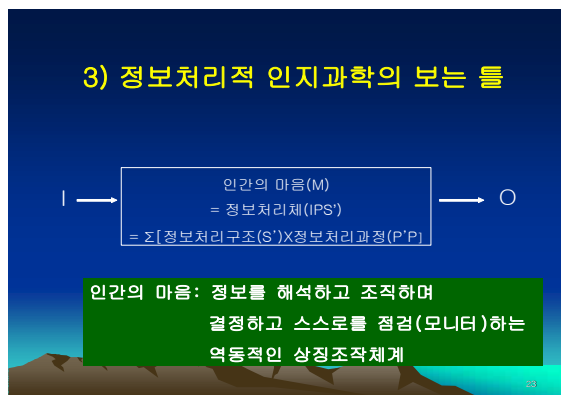 3) 정보처리적 인지과학의 보는 틀
인간의 마음(M)
I
= 정보처리체(IPS’)
O
= Σ[정보처리구조(S’)X정보처리과정(P’P]
인간의 마음: 정보를 해석하고 조직하며
결정하고 스스로를 점검(모니터)하는
역동적인 상징조작체계
23